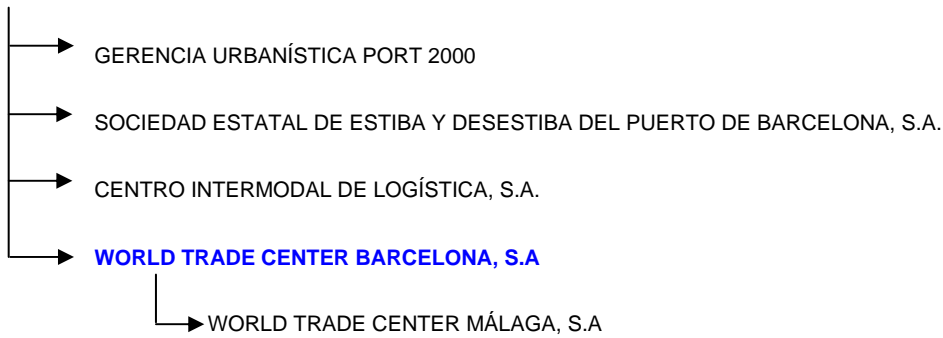 GERENCIA URBANÍSTICA PORT 2000
SOCIEDAD ESTATAL DE ESTIBA Y DESESTIBA DEL PUERTO DE BARCELONA, S.A.
CENTRO INTERMODAL DE LOGÍSTICA, S.A.
WORLD TRADE CENTER BARCELONA, S.A
WORLD TRADE CENTER MÁLAGA, S.A